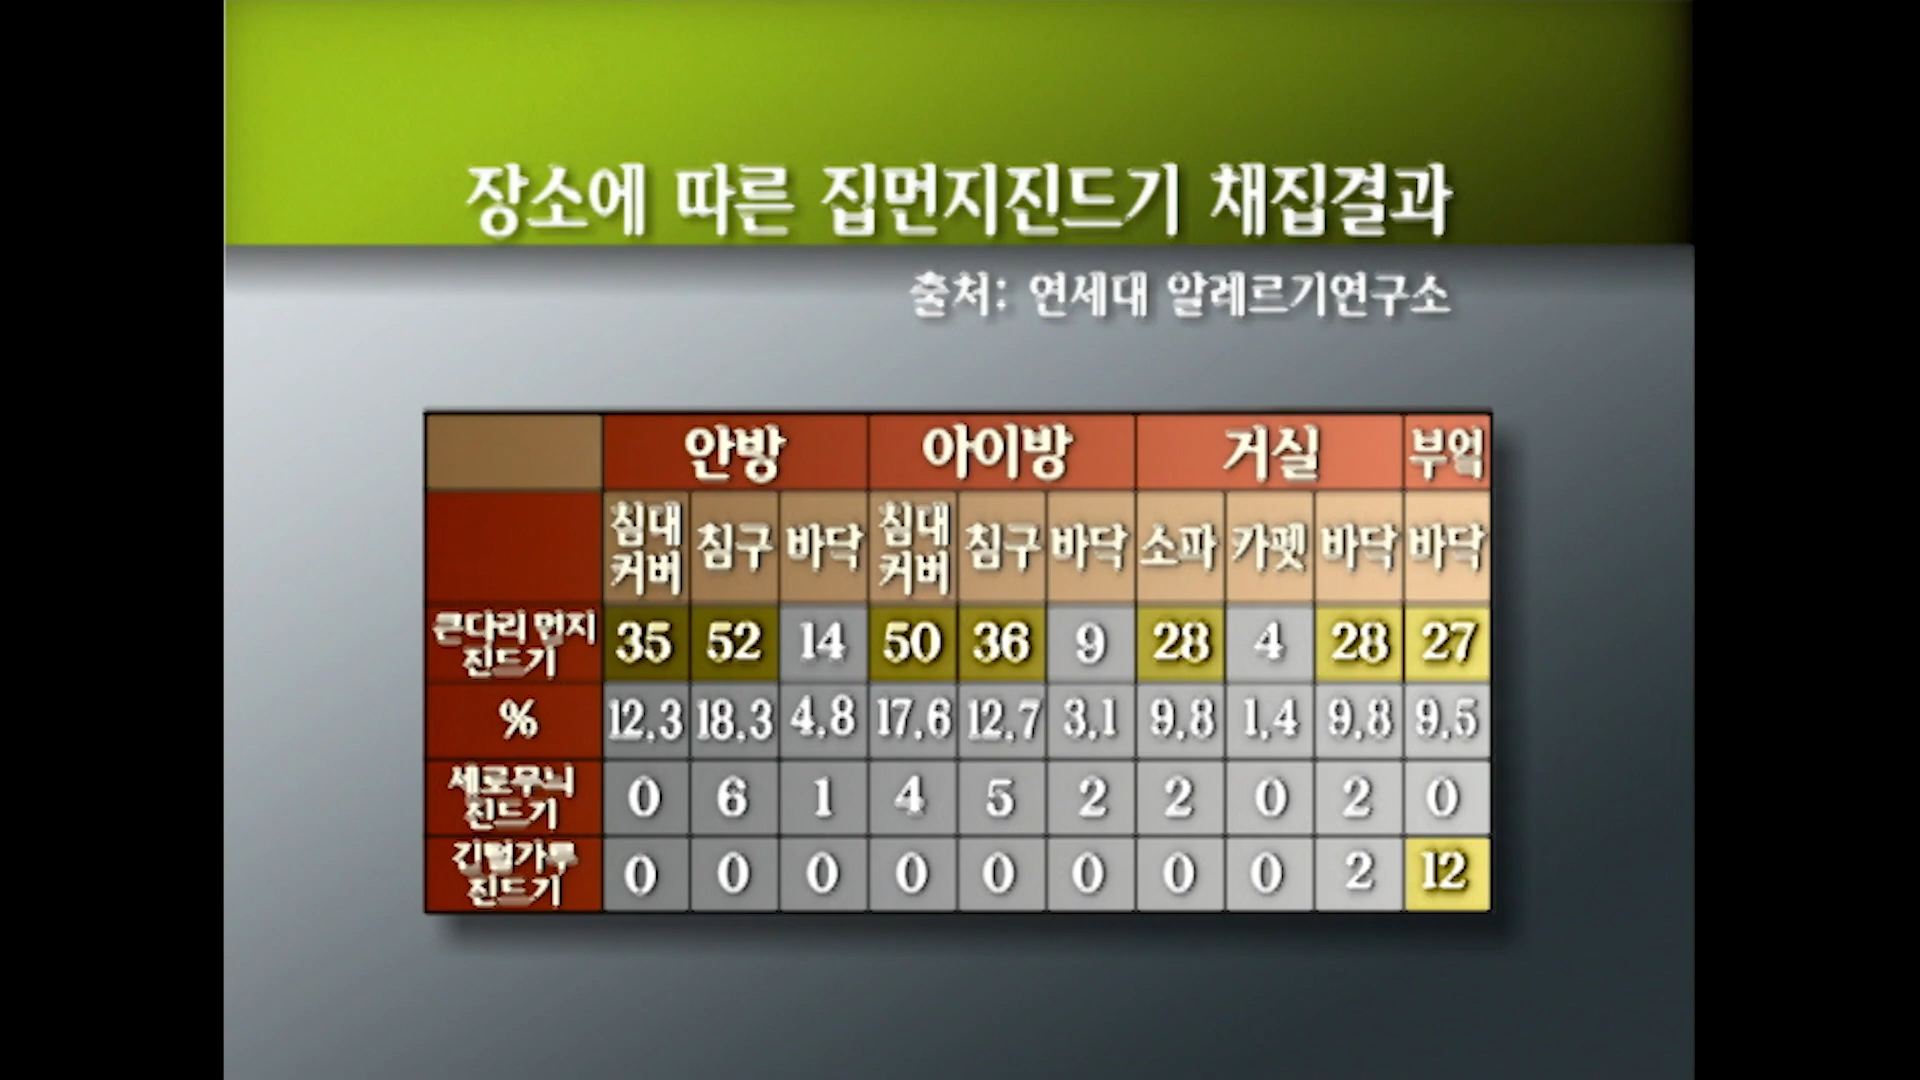 장소에 따른 집먼지진드기 채집결과
출처: 연세대 알레르기연구소
안방 아이방 거실 부엌
침대커버 침구 바닥 침대커버 침구 바닥 소파 카펫 바닥 바닥
큰다리 먼지진드기 35 52 14 50 36 9 28 4 28 27
% 12.3 18.3 4.8 17.6 12.7 3.1 9.8 1.4 9.8 9.5
세로무늬진드기 0 6 1 4 5 2 2 0 2 0
긴털가루진드기 0 0 0 0 0 0 0 0 2 12